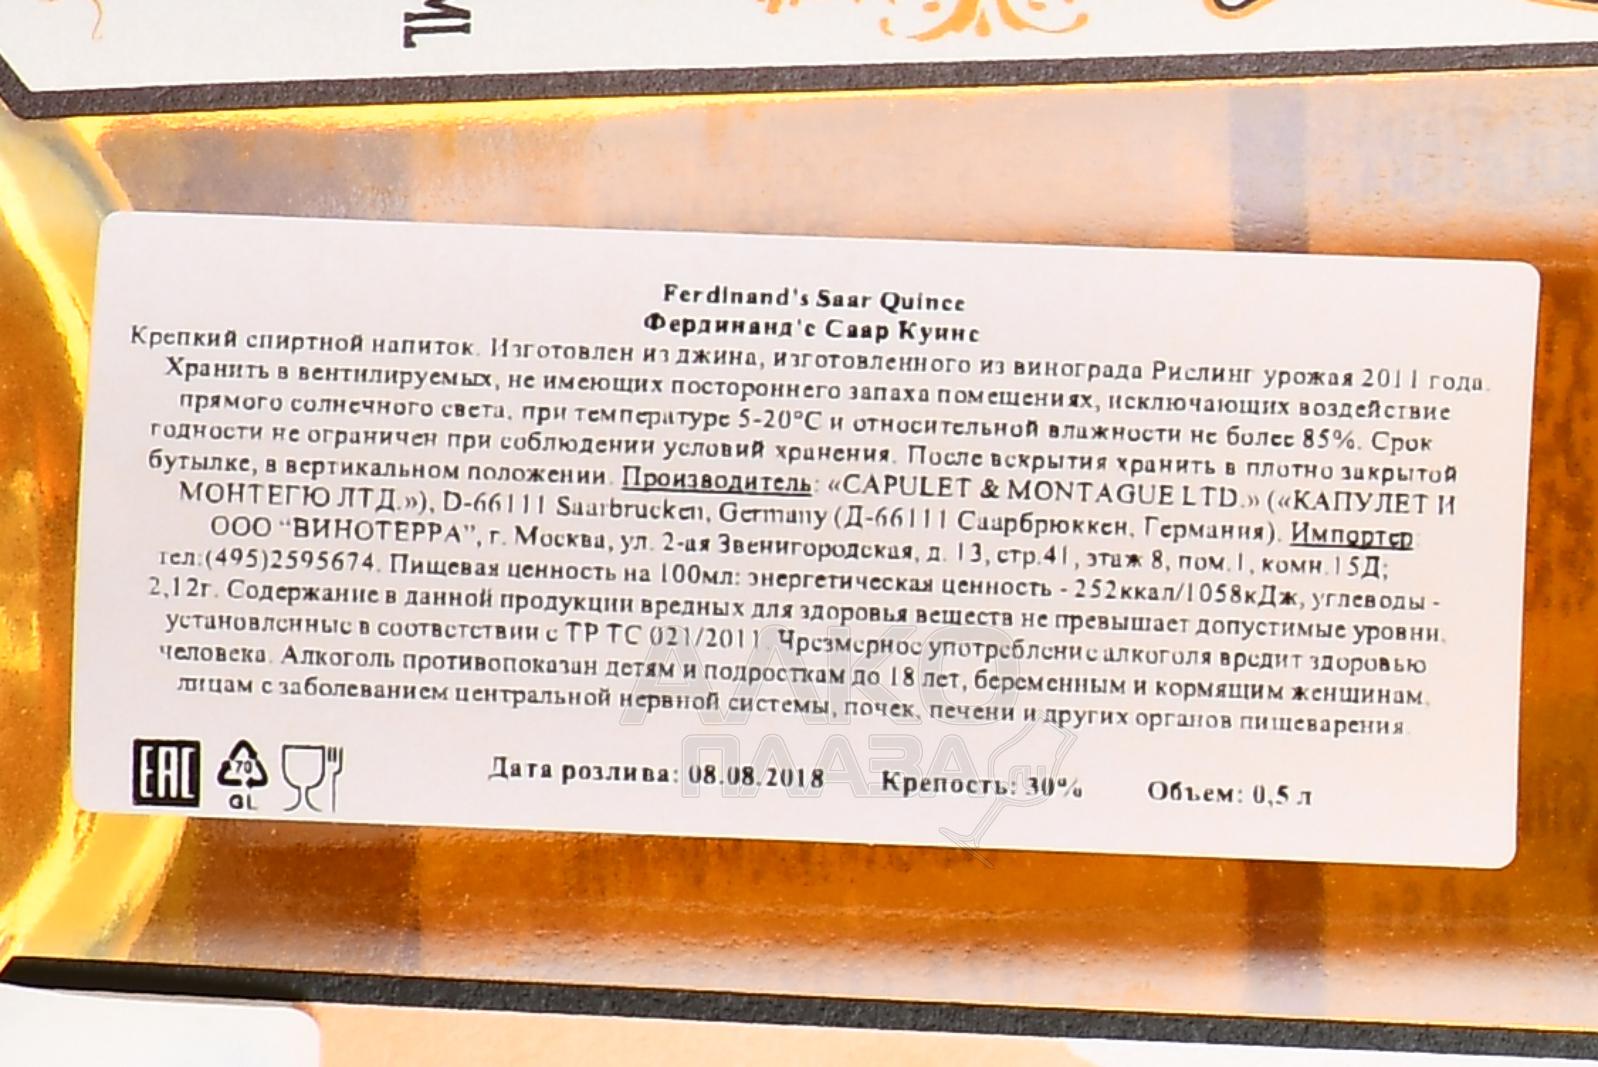 Ferdinand's Saar Quince
Фердинанд'с Саар Куинс
Крепкий спиртной напиток. Изготовлен из джина, изготовленного из винограда Рислинг урожая 2011 года.
Хранить в вентилируемых, не имеющих постороннего запаха помещениях, исключающих воздействие
прямого солнечного света, при температуре 5-20°С и относительной влажности не более 85%. Срок
годности не ограничен при соблюдении условий хранения. После вскрытия хранить в плотно закрытой
бутылке, в вертикальном положении. Производитель: «CAPULET & MONTAGUE LTD.» («КАПУЛЕТ И
МОНТЕГЮ ЛТД.»), D-66111 Saarbrucken, Germany (Д-66111 Саарбрюккен, Германия). Импортер:
ООО "ВИНОТЕРРА", г. Москва, ул. 2-ая Звенигородская, д. 13, стр.41, этаж 8, пом.1, комн.15Д;
тел:(495)2595674. Пищевая ценность на 100мл: энергетическая ценность - 252ккал/1058кДж, углеводы -
2,12г. Содержание в данной продукции вредных для здоровья веществ не превышает допустимые уровни,
установленные в соответствии с ТР ТС 021/2011. Чрезмерное употребление алкоголя вредит здоровью
человека. Алкоголь противопоказан детям и подросткам до 18 лет, беременным и кормящим женщинам,
лицам с заболеванием центральной нервной системы, почек, печени и других органов пищеварения.
EAC 70 GL Дата розлива: 08.08.2018 Крепость: 30% Объем: 0,5 л
АЛКО
ПЛАЗА
.ru